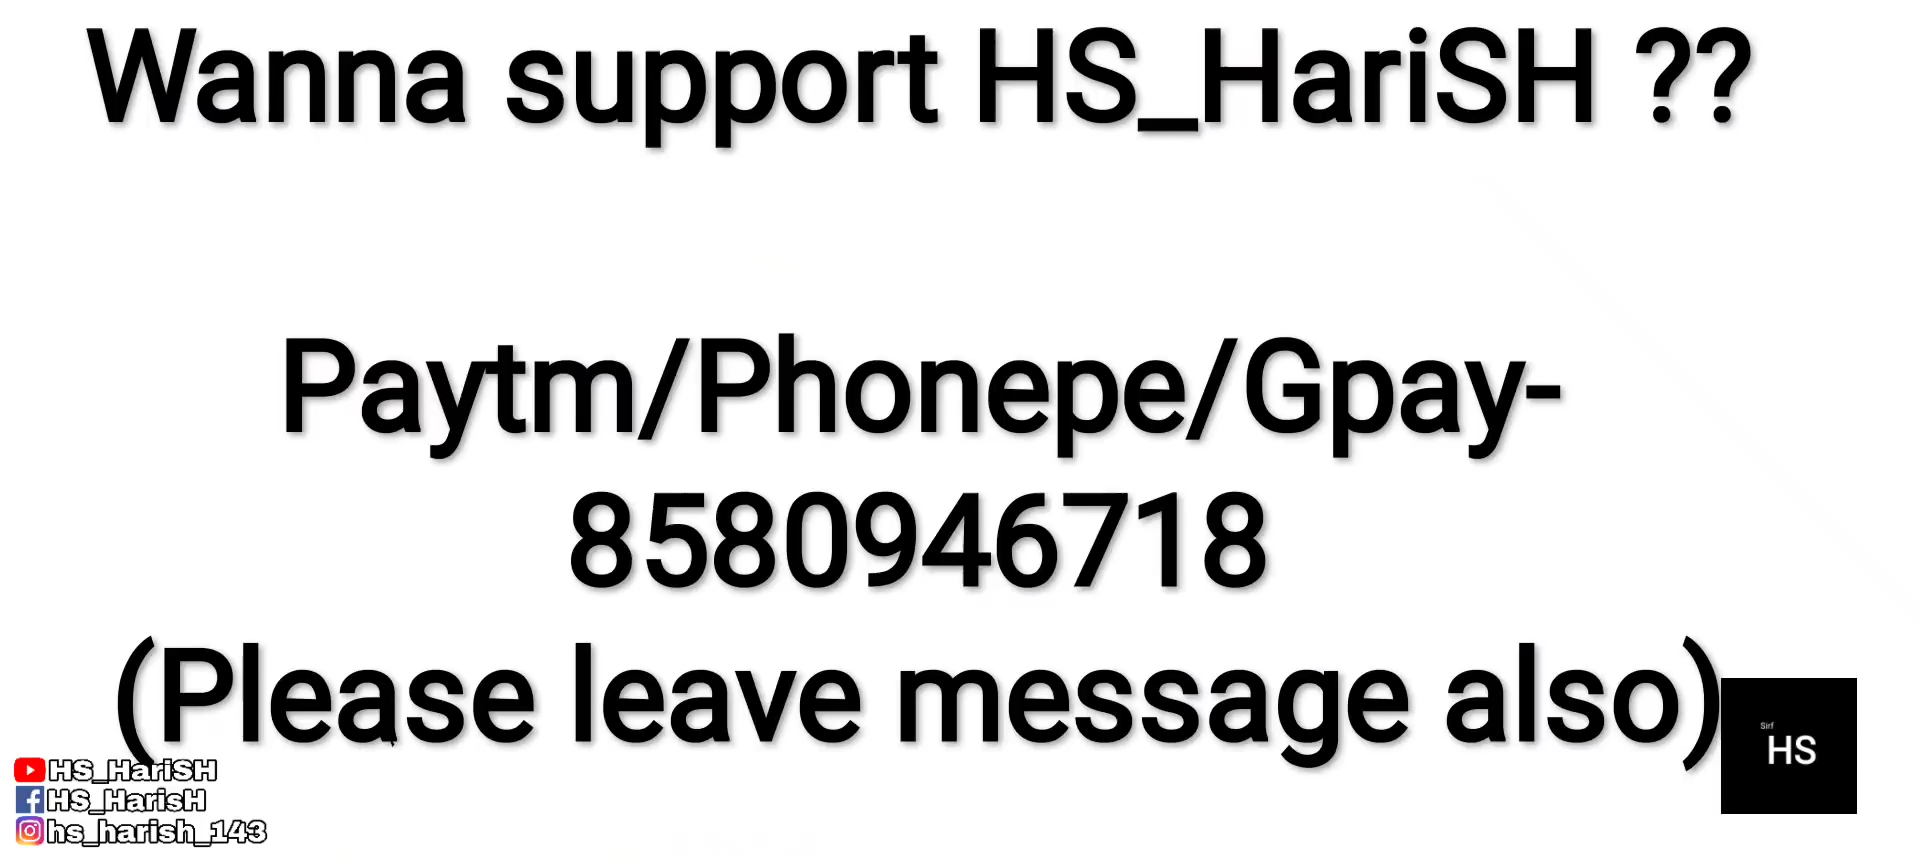 Wanna support HS_HariSH ??
Paytm/Phonepe/Gpay-
8580946718
(Please leave message also)
Sirf
HS
HS_HariSH
HS_HarisH
hs_harish_143